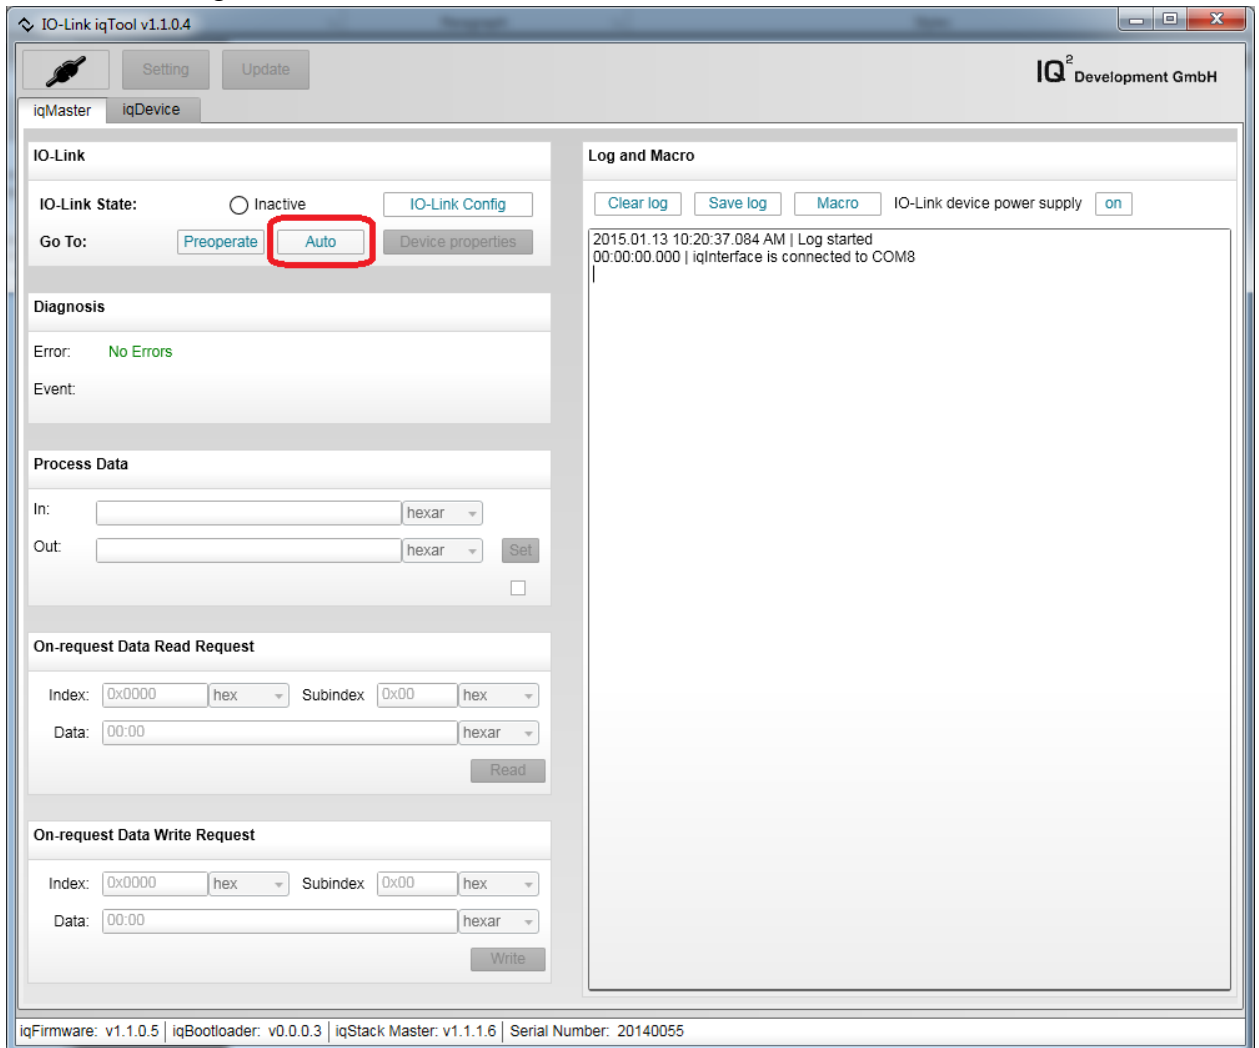 IO-Link iqTool v1.1.0.4
Setting Update
IQ2 Development GmbH
iqMaster iqDevice
IO-Link
IO-Link State: Inactive IO-Link Config
Go To: Preoperate Auto Device properties
Diagnosis
Error: No Errors
Event:
Process Data
In: hexar
Out: hexar Set
On-request Data Read Request
Index: 0x0000 hex Subindex 0x00 hex
Data: 00:00 hexar
Read
On-request Data Write Request
Index: 0x0000 hex Subindex 0x00 hex
Data: 00:00 hexar
Write
Log and Macro
Clear log Save log Macro IO-Link device power supply on
2015.01.13 10:20:37.084 AM | Log started
00:00:00.000 | iqInterface is connected to COM8
iqFirmware: v1.1.0.5 iqBootloader: v0.0.0.3 iqStack Master: v1.1.1.6 Serial Number: 20140055